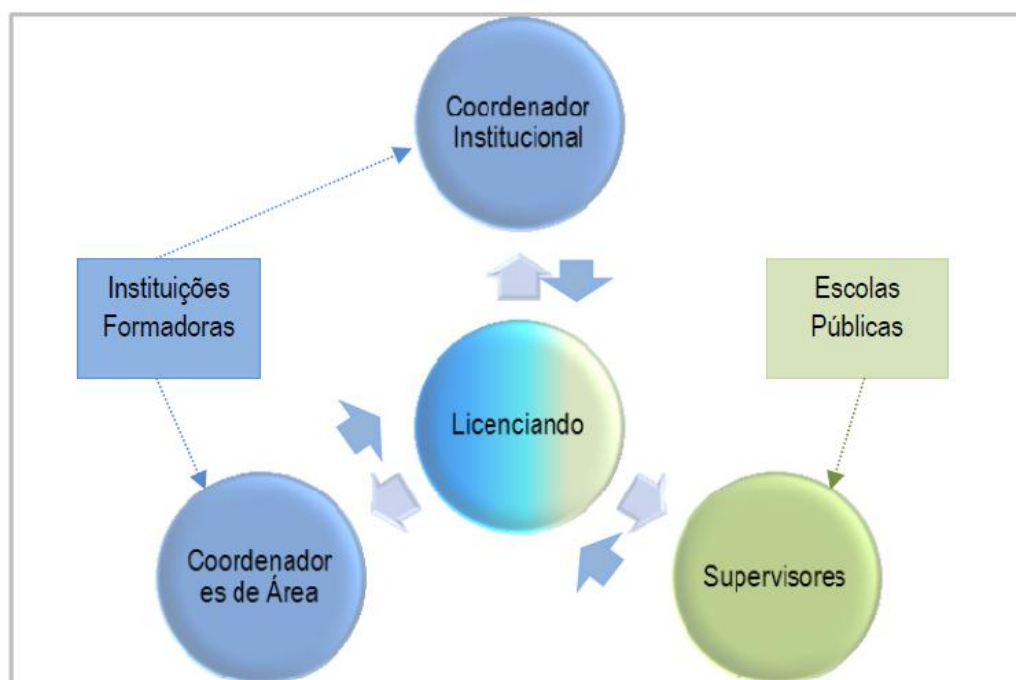 Coordenador
Institucional
Instituições
Formadoras
Escolas
Públicas
Licenciando
Coordenador
es de Área
Supervisores